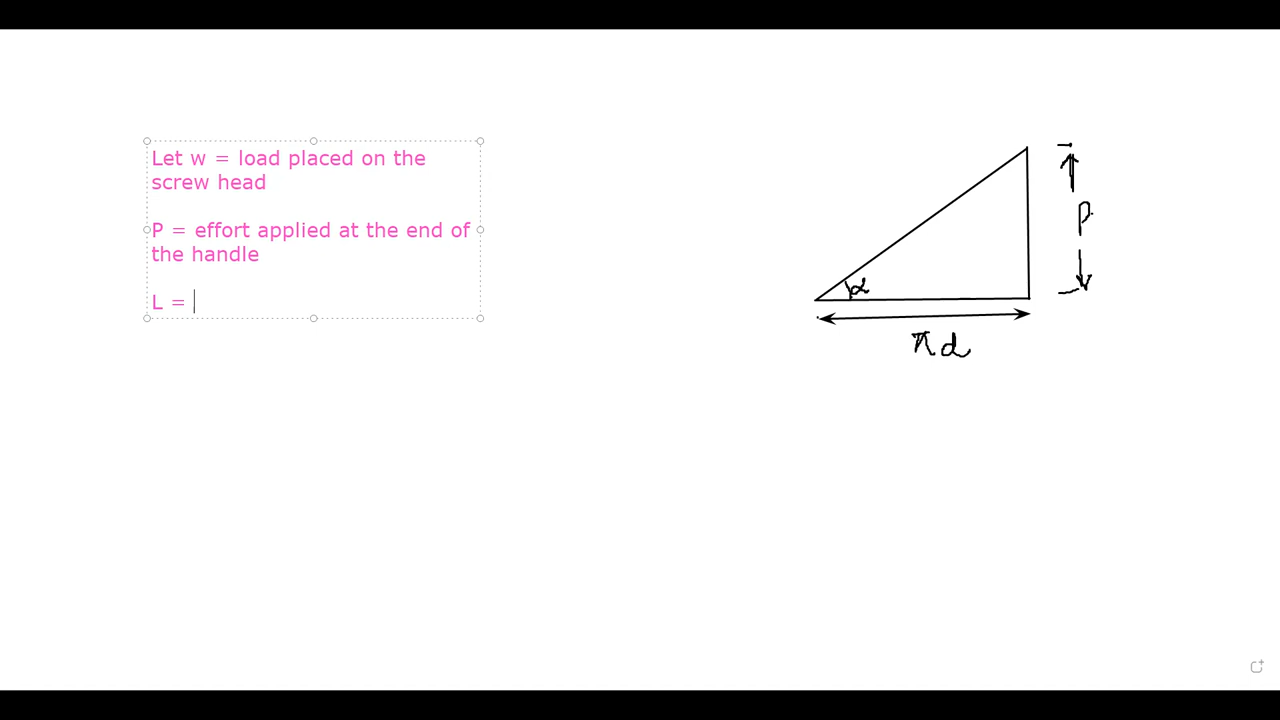 Let w = load placed on the
screw head
P = effort applied at the end of
the handle
L =
α
p
πd